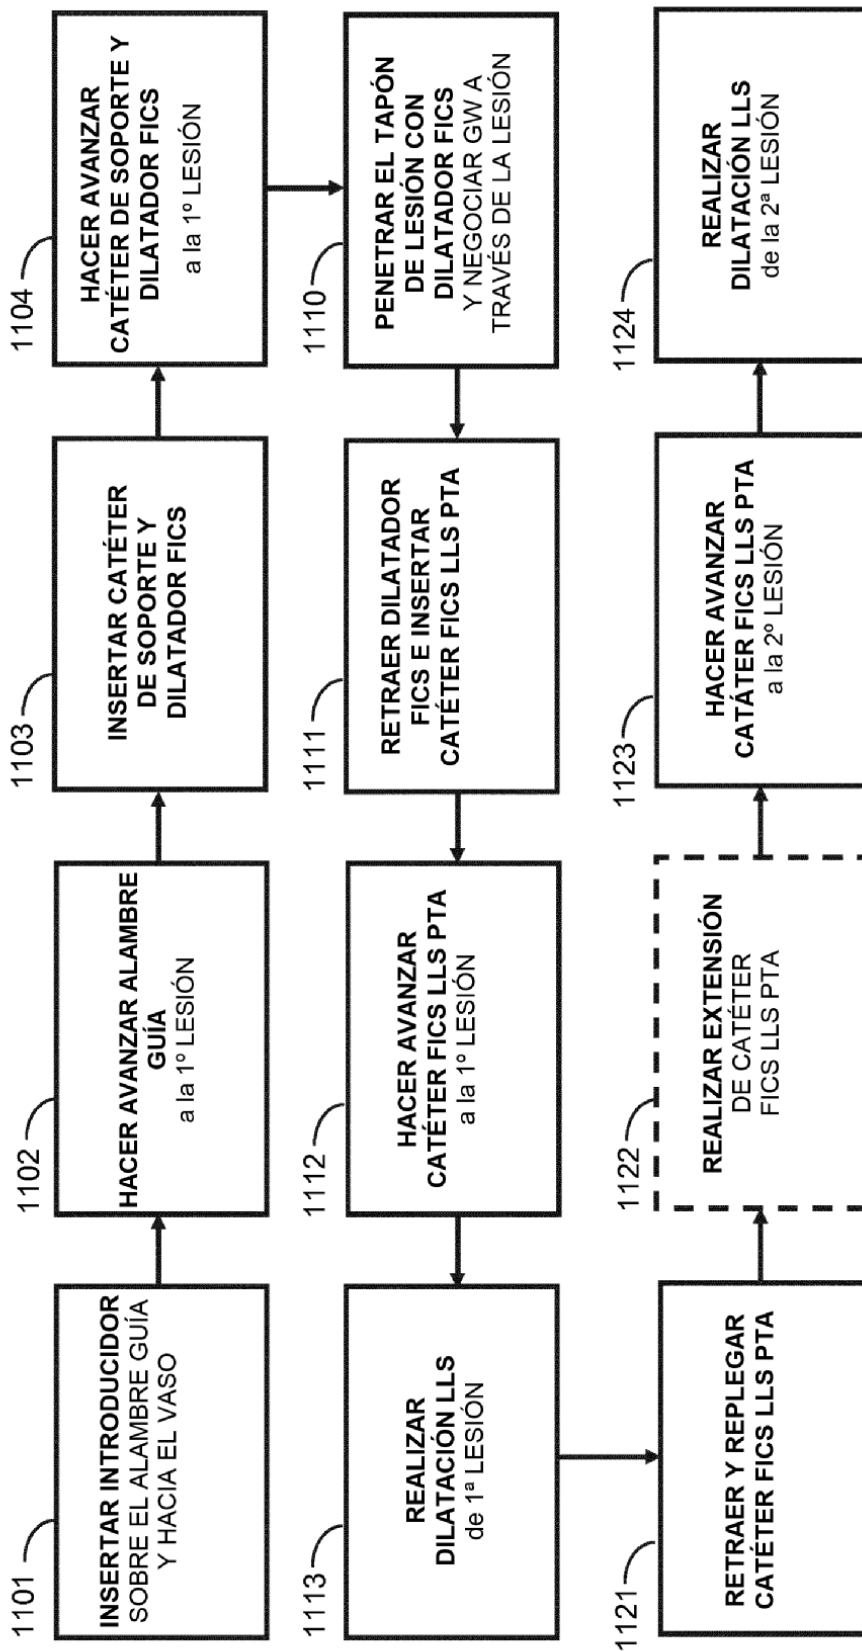 1101
INSERTAR INTRODUCIDOR
SOBRE EL ALAMBRE GUÍA
Y HACIA EL VASO
1102
HACER AVANZAR ALAMBRE
GUÍA
a la 1º LESIÓN
1103
INSERTAR CATÉTER
DE SOPORTE Y
DILATADOR FICS
1104
HACER AVANZAR
CATÉTER DE SOPORTE Y
DILATADOR FICS
a la 1º LESIÓN
1110
PENETRAR EL TAPÓN
DE LESIÓN CON
DILATADOR FICS
Y NEGOCIAR GW A
TRAVÉS DE LA LESIÓN
1111
RETRAER DILATADOR
FICS E INSERTAR
CATÉTER FICS LLS PTA
1112
HACER AVANZAR
CATÉTER FICS LLS PTA
a la 1º LESIÓN
1113
REALIZAR
DILATACIÓN LLS
de 1ª LESIÓN
1121
RETRAER Y REPLEGAR
CATÉTER FICS LLS PTA
1122
REALIZAR EXTENSIÓN
DE CATÉTER
FICS LLS PTA
1123
HACER AVANZAR
CATÁTER FICS LLS PTA
a la 2º LESIÓN
1124
REALIZAR
DILATACIÓN LLS
de la 2ª LESIÓN